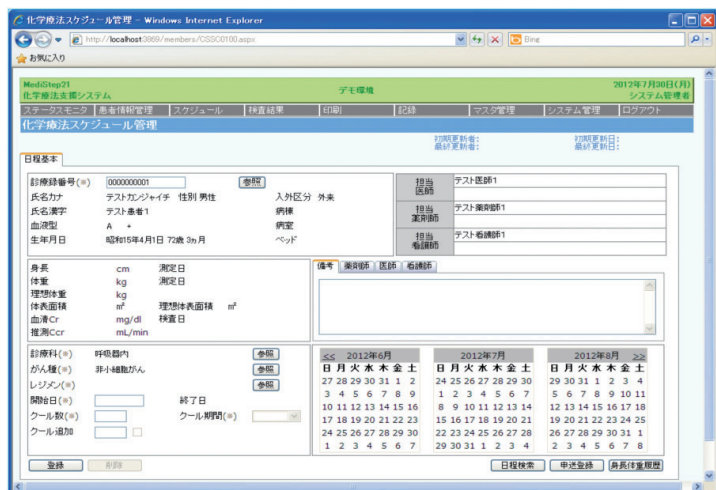 化学療法スケジュール管理 - Windows Internet Explorer
http://localhost:3869/members/CSSC0100.aspx
Bing
お気に入り
MediStep21
化学療法支援システム
デモ環境
2012年7月30日(月)
システム管理者
ステータスモニタ 患者情報管理 スケジュール 検査結果 印刷 記録 マスタ管理 システム管理 ログアウト
化学療法スケジュール管理
初期更新者: 初期更新日:
最終更新者: 最終更新日:
日程基本
診療録番号(※) 0000000001 参照
氏名カナ テストカンジャイチ 性別 男性 入外区分 外来
氏名漢字 テスト患者1 病棟
血液型 A + 病室
生年月日 昭和15年4月1日 72歳 3ヵ月 ベッド
担当医師 テスト医師1
担当薬剤師 テスト薬剤師1
担当看護師 テスト看護師1
身長 cm 測定日
体重 kg 測定日
理想体重 kg
体表面積 m² 理想体表面積 m²
血清Cr mg/dl 検査日
推測Ccr mL/min
備考 薬剤師 医師 看護師
診療科(※) 呼吸器内 参照
がん種(※) 非小細胞がん 参照
レジメン(※) 参照
開始日(※) 終了日
クール数(※) クール期間(※)
クール追加
<< 2012年6月
日 月 火 水 木 金 土
27 28 29 30 31 1 2
3 4 5 6 7 8 9
10 11 12 13 14 15 16
17 18 19 20 21 22 23
24 25 26 27 28 29 30
1 2 3 4 5 6 7
2012年7月
日 月 火 水 木 金 土
24 25 26 27 28 29 30
1 2 3 4 5 6 7
8 9 10 11 12 13 14
15 16 17 18 19 20 21
22 23 24 25 26 27 28
29 30 31 1 2 3 4
2012年8月 >>
日 月 火 水 木 金 土
29 30 31 1 2 3 4
5 6 7 8 9 10 11
12 13 14 15 16 17 18
19 20 21 22 23 24 25
26 27 28 29 30 31 1
2 3 4 5 6 7 8
登録 削除 日程検索 申送登録 身長体重履歴